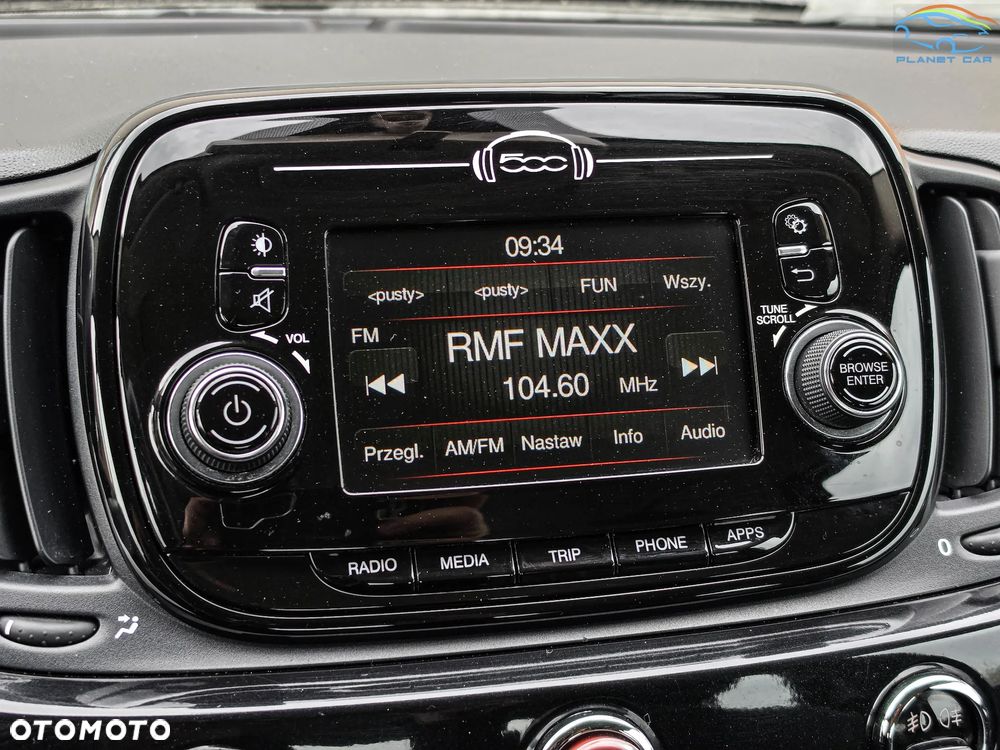 PLANET CAR
500
09:34
<pusty> <pusty> FUN Wszy.
FM
RMF MAXX
104.60 MHz
Przegl. AM/FM Nastaw Info Audio
VOL
TUNE
SCROLL
BROWSE
ENTER
RADIO MEDIA TRIP PHONE APPS
0
OTOMOTO